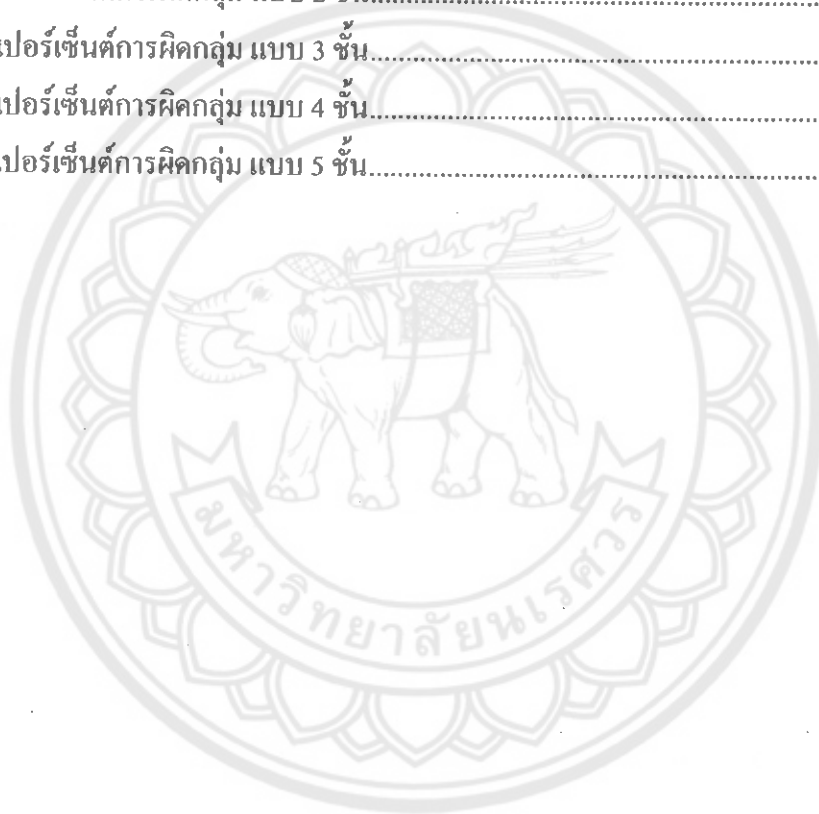 เปอร์เซ็นต์การผิดกลุ่ม แบบ 3 ชั้น
เปอร์เซ็นต์การผิดกลุ่ม แบบ 4 ชั้น
เปอร์เซ็นต์การผิดกลุ่ม แบบ 5 ชั้น
มหาวิทยาลัยนเรศวร